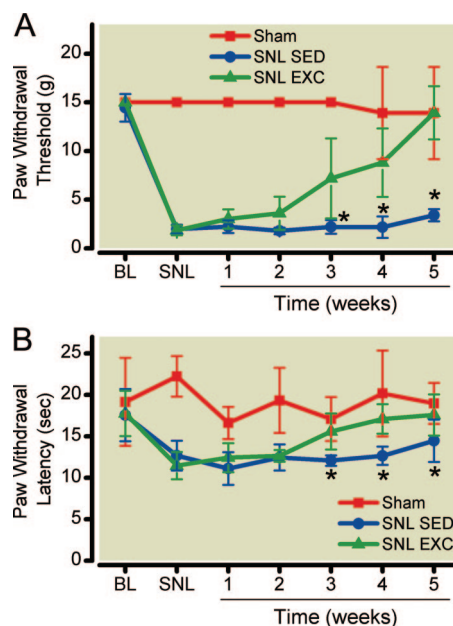 A
Sham
SNL SED
SNL EXC
Paw Withdrawal
Threshold (g)
20
15
10
5
0
*
*
*
BL
SNL
1
2
3
4
5
Time (weeks)
B
Paw Withdrawal
Latency (sec)
25
20
15
10
5
0
*
*
*
Sham
SNL SED
SNL EXC
BL
SNL
1
2
3
4
5
Time (weeks)